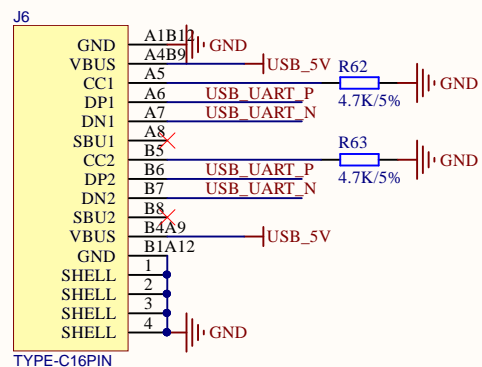 J6
GND A1B12 GND
VBUS A4B9 USB_5V
CC1 A5 R62 4.7K/5% GND
DP1 A6 USB_UART_P
DN1 A7 USB_UART_N
SBU1 A8
CC2 B5 R63 4.7K/5% GND
DP2 B6 USB_UART_P
DN2 B7 USB_UART_N
SBU2 B8
VBUS B4A9 USB_5V
GND B1A12
SHELL 1
SHELL 2
SHELL 3
SHELL 4 GND
TYPE-C16PIN